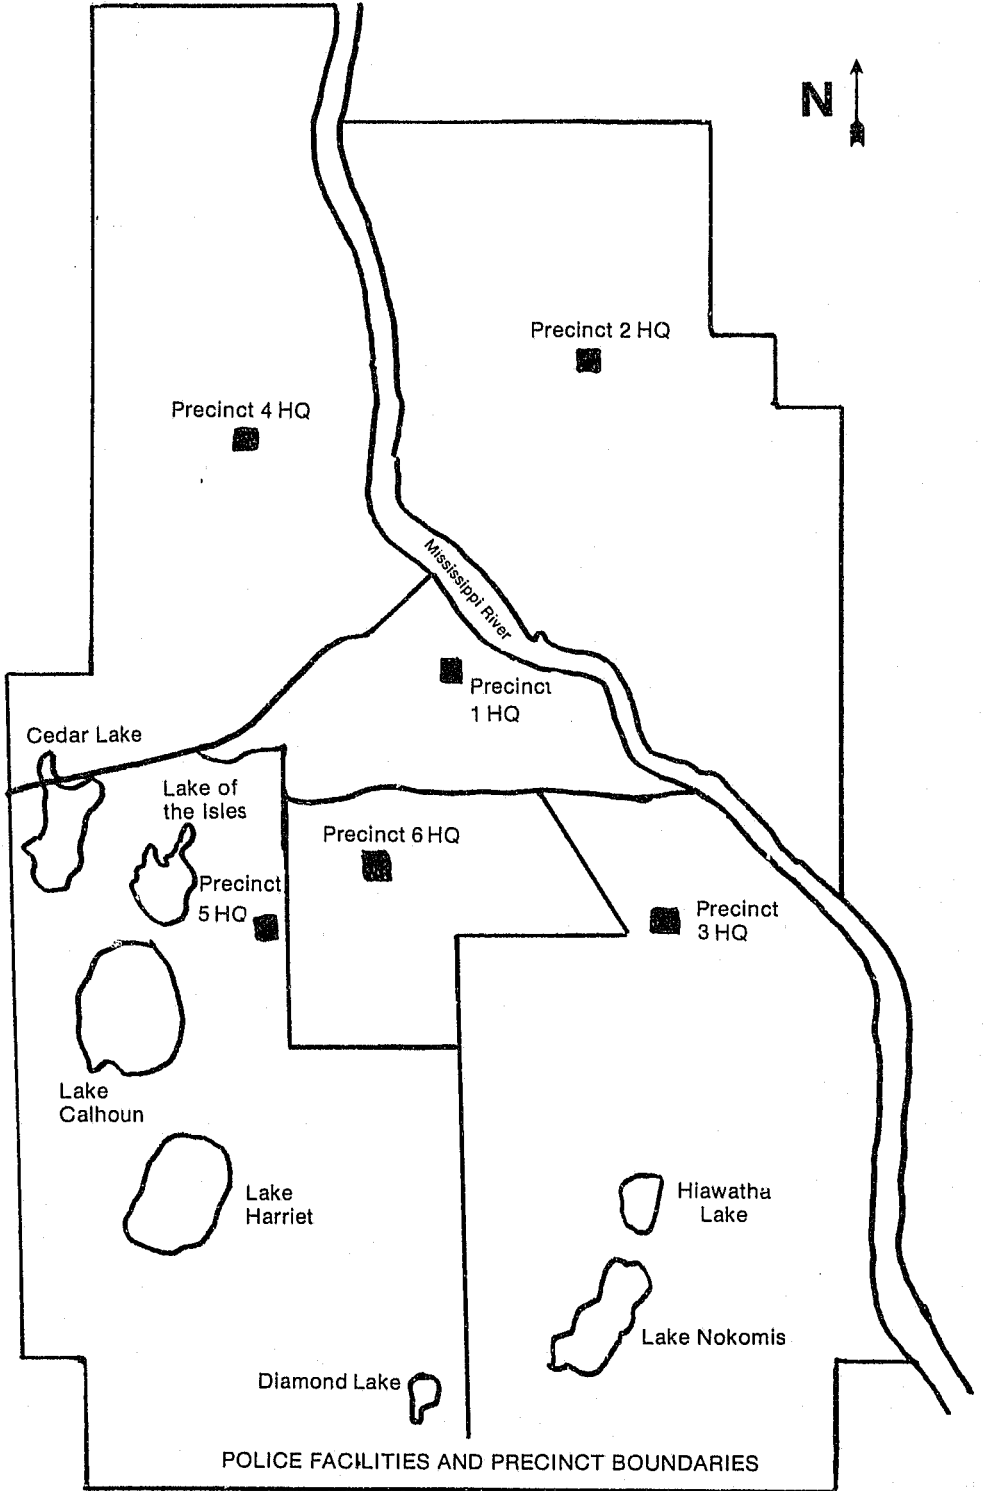 N
Precinct 2 HQ
Precinct 4 HQ
Mississippi River
Precinct
1 HQ
Cedar Lake
Lake of
the Isles
Precinct 6 HQ
Precinct
5 HQ
Precinct
3 HQ
Lake
Calhoun
Lake
Harriet
Hiawatha
Lake
Lake Nokomis
Diamond Lake
POLICE FACILITIES AND PRECINCT BOUNDARIES